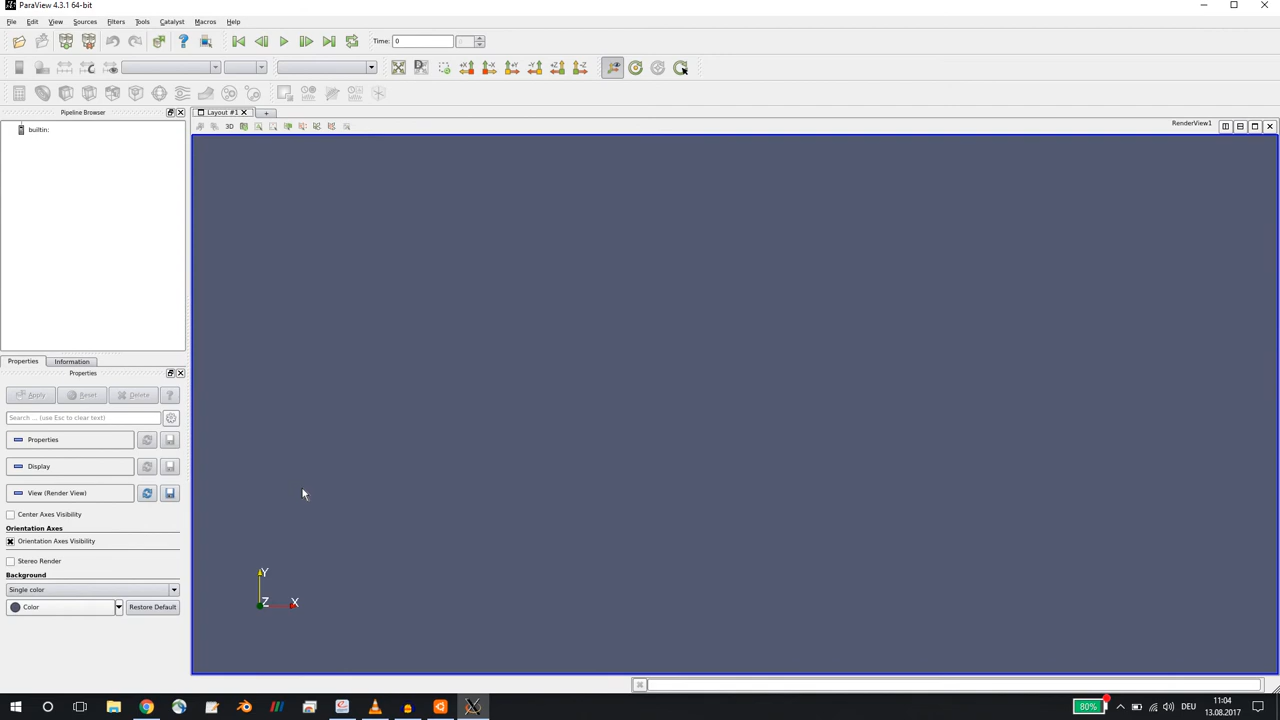 ParaView 4.3.1 64-bit
File Edit View Sources Filters Tools Catalyst Macros Help
Time: 0
Pipeline Browser
Layout #1
3D
RenderView1
builtin:
Properties Information
Properties
Apply Reset Delete ?
Search ... (use Esc to clear text)
Properties
Display
View (Render View)
Center Axes Visibility
Orientation Axes
Orientation Axes Visibility
Stereo Render
Background
Single color
Color Restore Default
Y
Z X
80%
DEU
11:04
13.08.2017